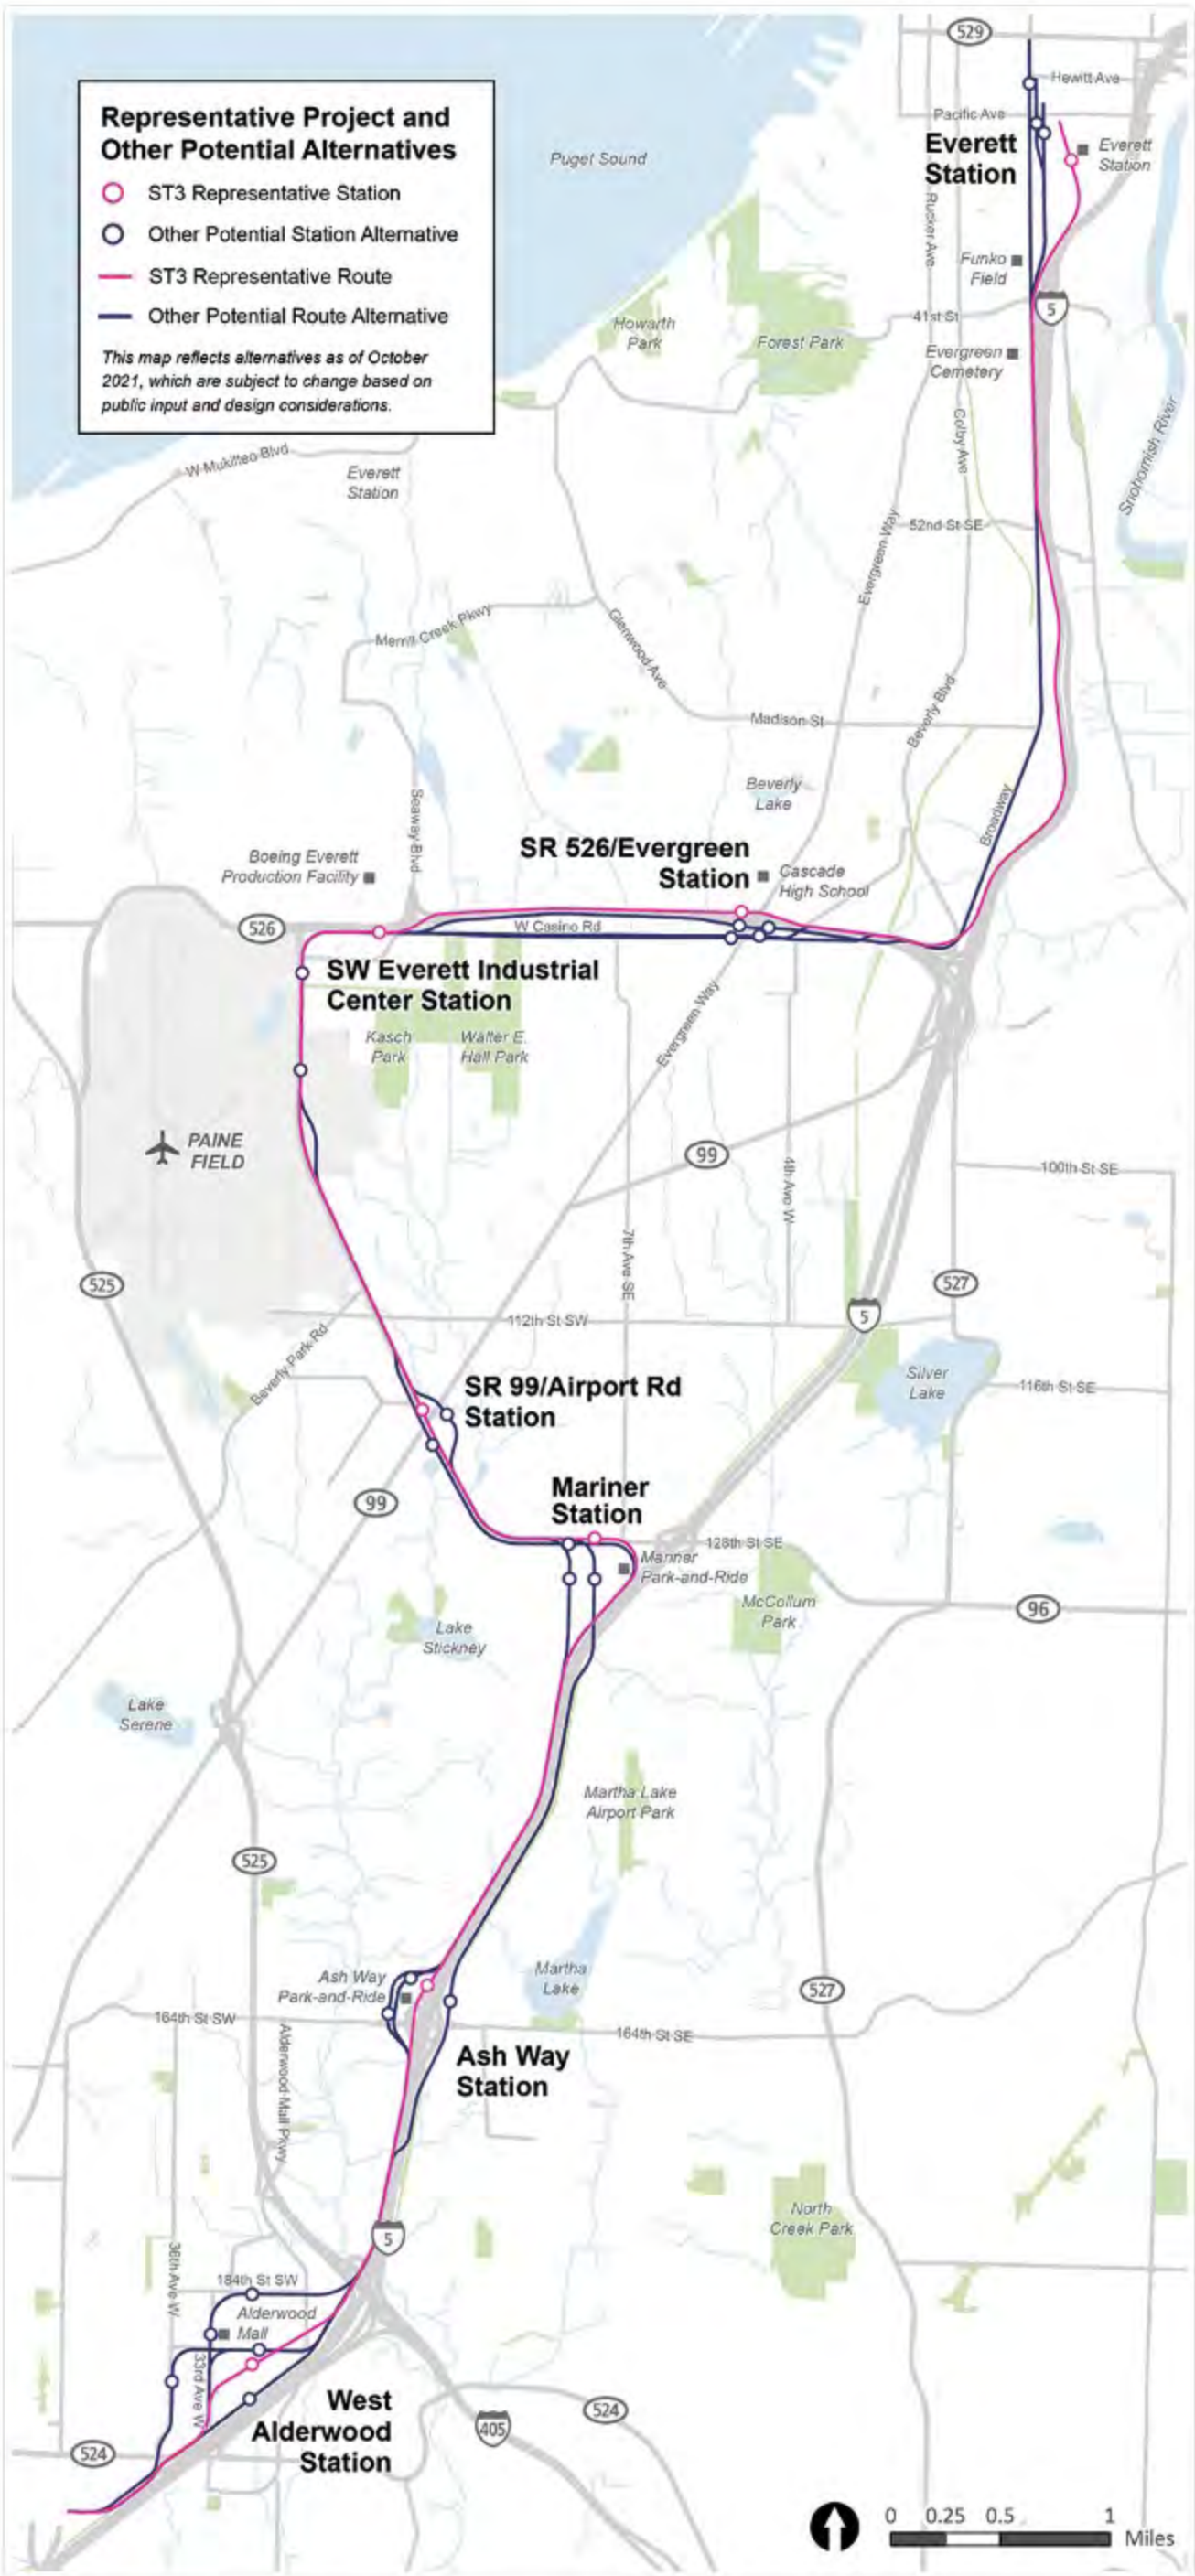 529
Hewitt Ave
Pacific Ave
Everett
Station
Everett
Station
Representative Project and
Other Potential Alternatives
ST3 Representative Station
Other Potential Station Alternative
ST3 Representative Route
Other Potential Route Alternative
This map reflects alternatives as of October
2021, which are subject to change based on
public input and design considerations.
Puget Sound
Rucker Ave
Funko
Field
5
41st St
Howarth
Park
Forest Park
Evergreen
Cemetery
Colby Ave
Snohomish River
W Mukilteo Blvd
Everett
Station
Evergreen Way
52nd St SE
Merrill Creek Pkwy
Glenwood Ave
Madison St
Beverly Blvd
Beverly
Lake
Broadway
Seaway Blvd
Boeing Everett
Production Facility
SR 526/Evergreen
Station
Cascade
High School
526
W Casino Rd
SW Everett Industrial
Center Station
Kasch
Park
Walter E.
Hall Park
Evergreen Way
PAINE
FIELD
99
4th Ave W
100th St SE
7th Ave SE
525
527
5
112th St SW
Beverly Park Rd
Silver
Lake
116th St SE
SR 99/Airport Rd
Station
Mariner
Station
99
128th St SE
Mariner
Park-and-Ride
McCollum
Park
96
Lake
Stickney
Lake
Serene
Martha Lake
Airport Park
525
Ash Way
Park-and-Ride
Martha
Lake
527
164th St SW
164th St SE
Alderwood Mall Pkwy
Ash Way
Station
North
Creek Park
5
36th Ave W
184th St SW
Alderwood
Mall
33rd Ave W
West
Alderwood
Station
405
524
524
0 0.25 0.5 1
Miles